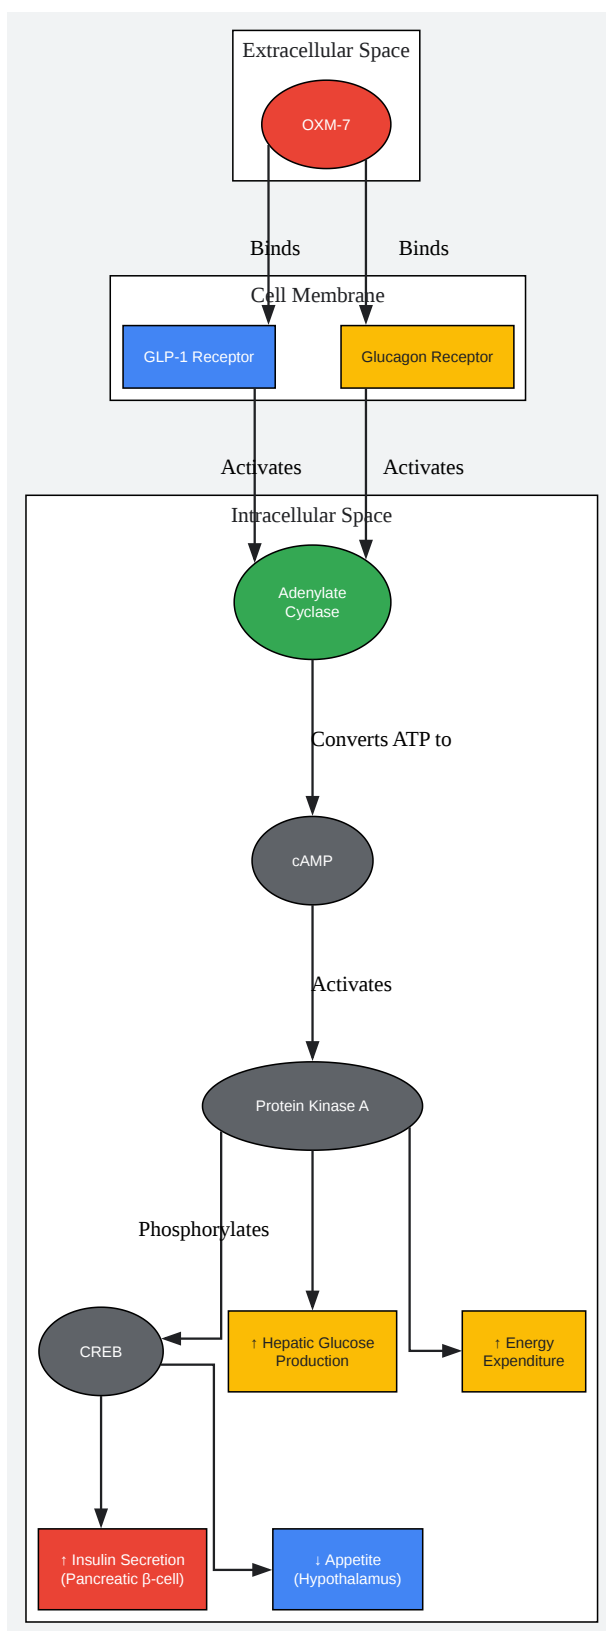 Extracellular Space
OXM-7
Binds
Binds
Cell Membrane
GLP-1 Receptor
Glucagon Receptor
Activates
Activates
Intracellular Space
Adenylate
Cyclase
Converts ATP to
cAMP
Activates
Protein Kinase A
Phosphorylates
CREB
↑ Hepatic Glucose
Production
↑ Energy
Expenditure
↑ Insulin Secretion
(Pancreatic β-cell)
↓ Appetite
(Hypothalamus)